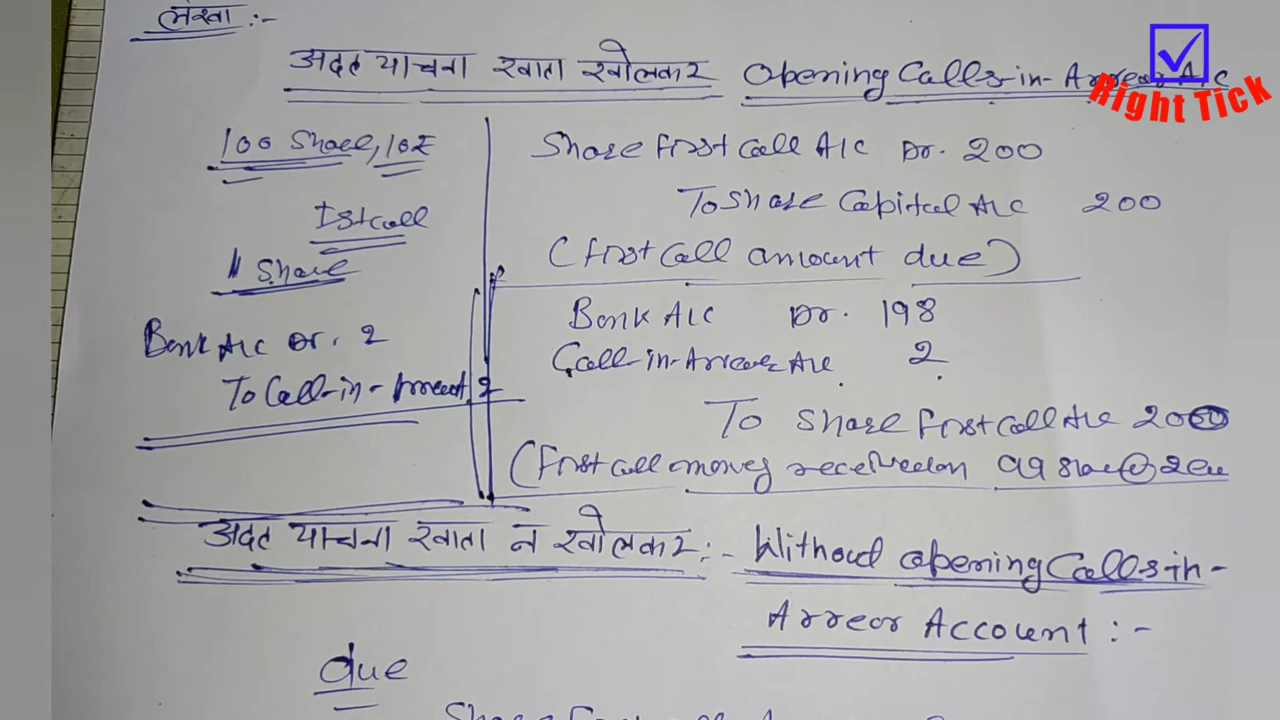 लेखा :-
अदत्त याचना खाता खोलकर Opening Calls-in-Arrear A/c
Right Tick
100 Share, 10₹
Ist call
1 Share
Bank A/c Dr. 2
To Call-in-Arrear 2
Share First Call A/C Dr. 200
To Share Capital A/c 200
(First Call amount due)
Bank A/C Dr. 198
Call-in-Arrear A/c 2
To Share First Call A/c 200
(First call money received on 99 share @ 2 each
अदत्त याचना खाता न खोलकर :- Without opening Calls-in-
Arrear Account :-
due